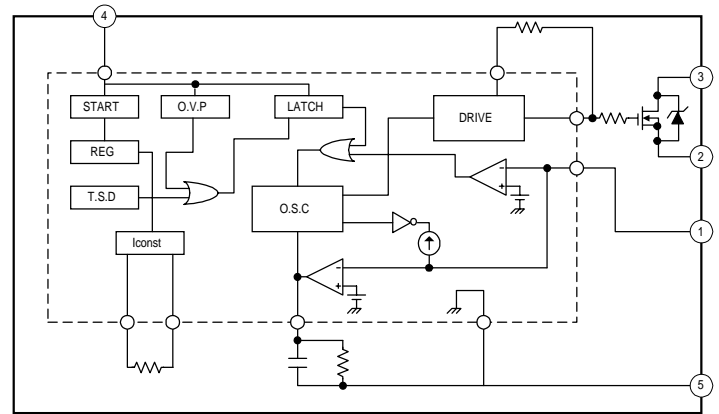 4
3
START
O.V.P
LATCH
DRIVE
REG
2
T.S.D
O.S.C
1
Iconst
5